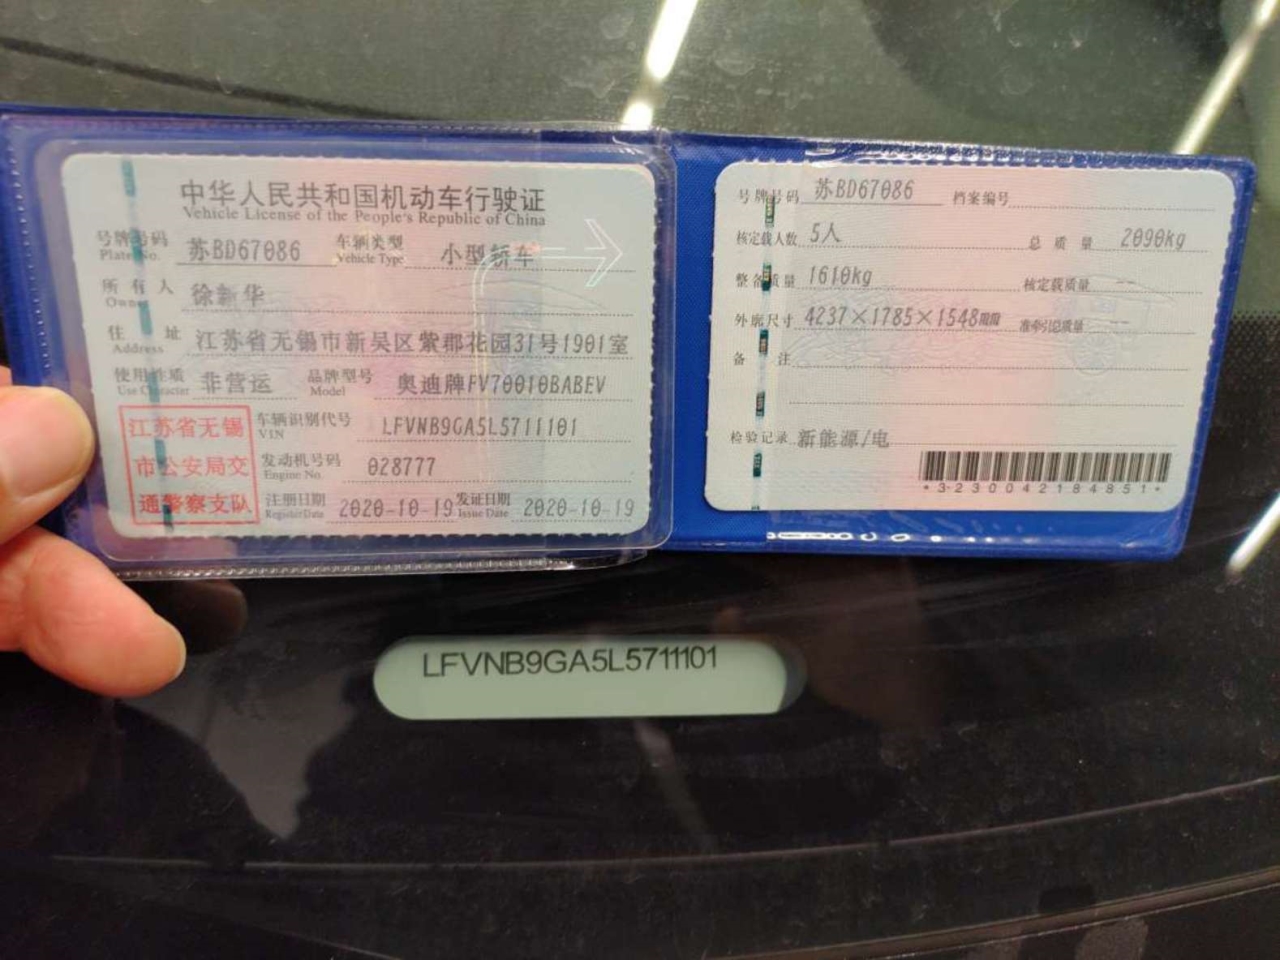 中华人民共和国机动车行驶证
Vehicle License of the People's Republic of China
号牌号码 苏BD67086 车辆类型 小型轿车
Plate No. Vehicle Type
所有人 徐新华
Owner
住址 江苏省无锡市新吴区紫郡花园31号1901室
Address
使用性质 非营运 品牌型号 奥迪牌FV70010BABEV
Use Character Model
江苏省无锡
市公安局交
通警察支队
车辆识别代号 LFVNB9GA5L5711101
VIN
发动机号码 028777
Engine No.
注册日期 2020-10-19 发证日期 2020-10-19
Register Date Issue Date
号牌号码 苏BD67086 档案编号
核定载人数 5人 总质量 2090kg
整备质量 1610kg 核定载质量 --
外廓尺寸 4237×1785×1548mm 准牵引总质量 --
备注
检验记录 新能源/电
*3230042184851*
LFVNB9GA5L5711101